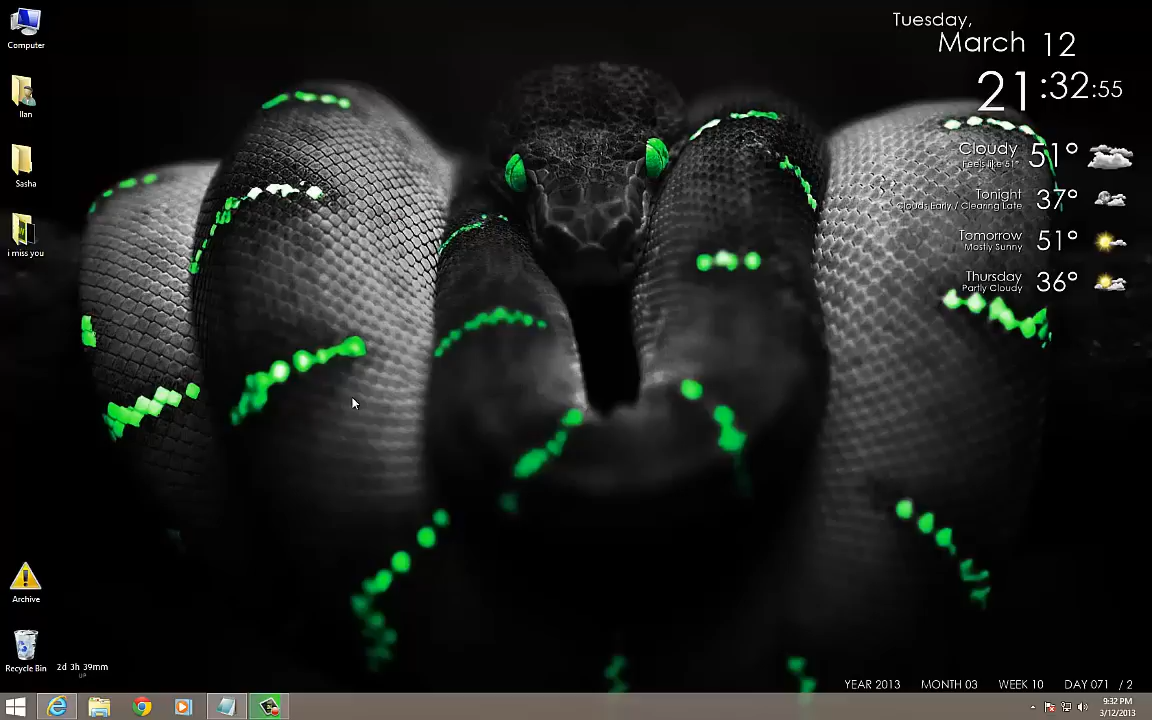 Computer
Ilan
Sasha
i miss you
Archive
Recycle Bin
2d 3h 39mm
UP
Tuesday,
March 12
21:32:55
Cloudy 51°
Feels like 51°
Tonight 37°
Clouds Early / Clearing Late
Tomorrow 51°
Mostly Sunny
Thursday 36°
Partly Cloudy
YEAR 2013 MONTH 03 WEEK 10 DAY 071 / 2
9:32 PM
3/12/2013